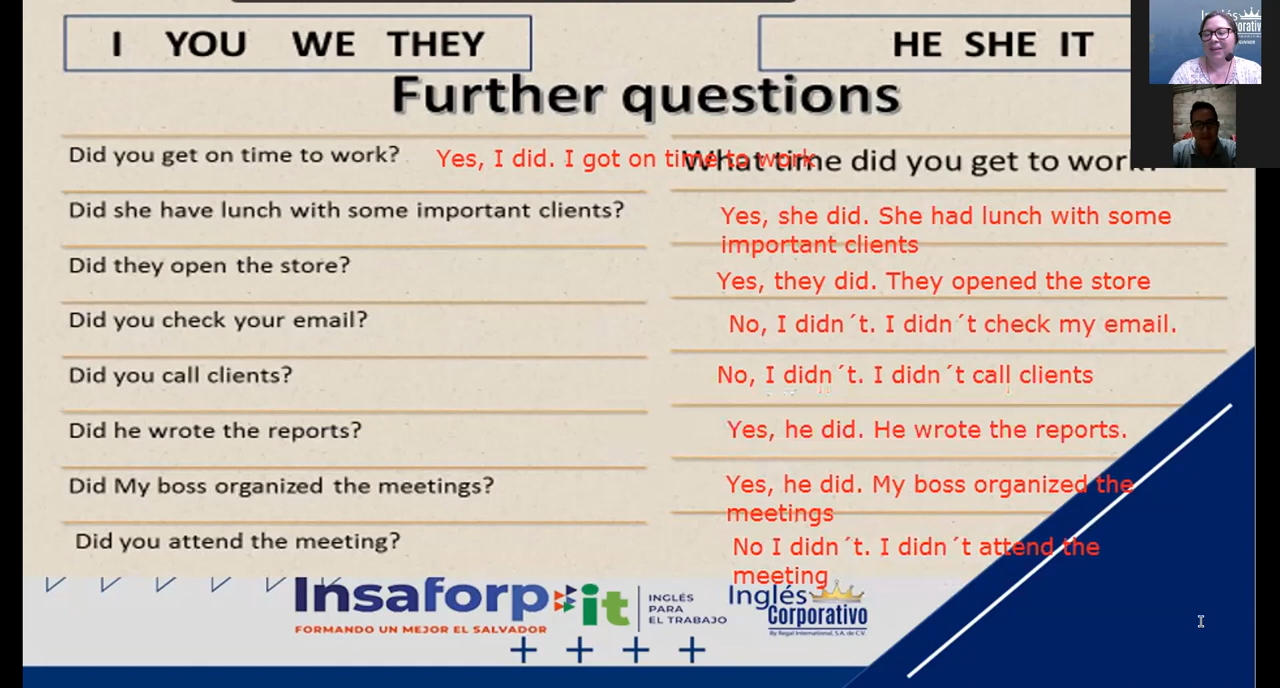 I YOU WE THEY
HE SHE IT
Further questions
Did you get on time to work?
Yes, I did. I got on time to work
What time did you get to work?
Did she have lunch with some important clients?
Yes, she did. She had lunch with some
important clients
Did they open the store?
Yes, they did. They opened the store
Did you check your email?
No, I didn´t. I didn´t check my email.
Did you call clients?
No, I didn´t. I didn´t call clients
Did he wrote the reports?
Yes, he did. He wrote the reports.
Did My boss organized the meetings?
Yes, he did. My boss organized the
meetings
Did you attend the meeting?
No I didn´t. I didn´t attend the
meeting
Insaforp
FORMANDO UN MEJOR EL SALVADOR
it
INGLÉS
PARA
EL TRABAJO
Inglés
Corporativo
By Regal International, S.A. de C.V.